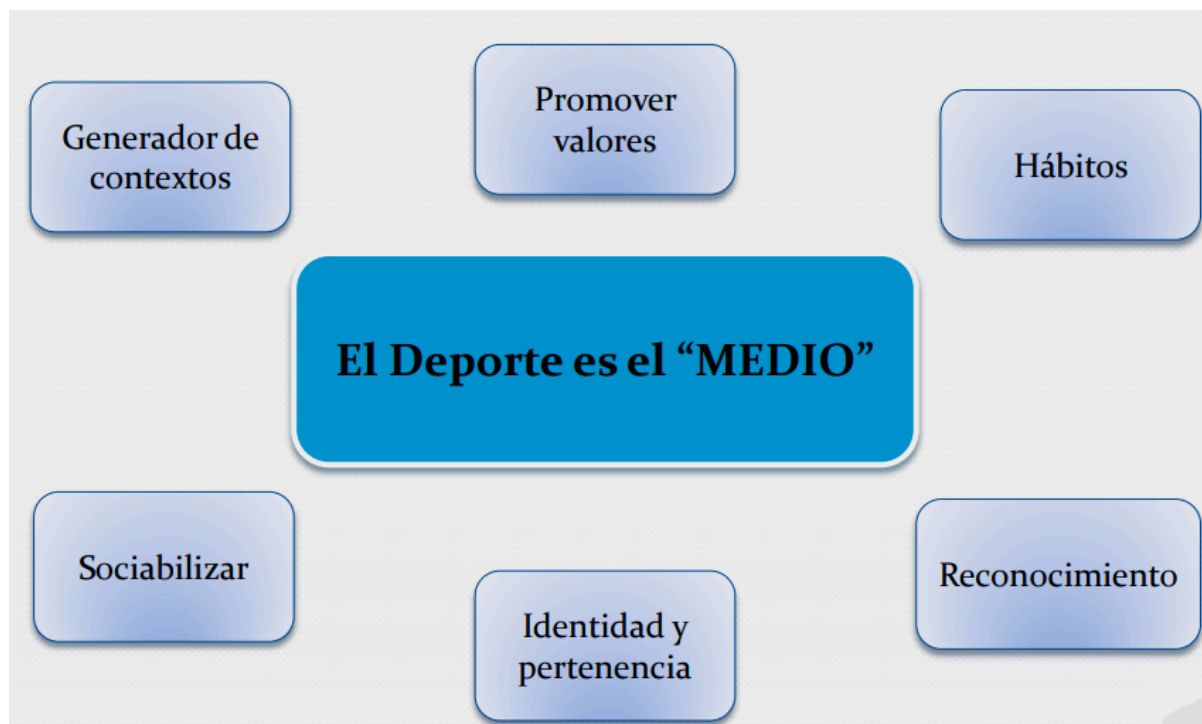 Generador de
contextos
Promover
valores
Hábitos
El Deporte es el “MEDIO”
Sociabilizar
Identidad y
pertenencia
Reconocimiento